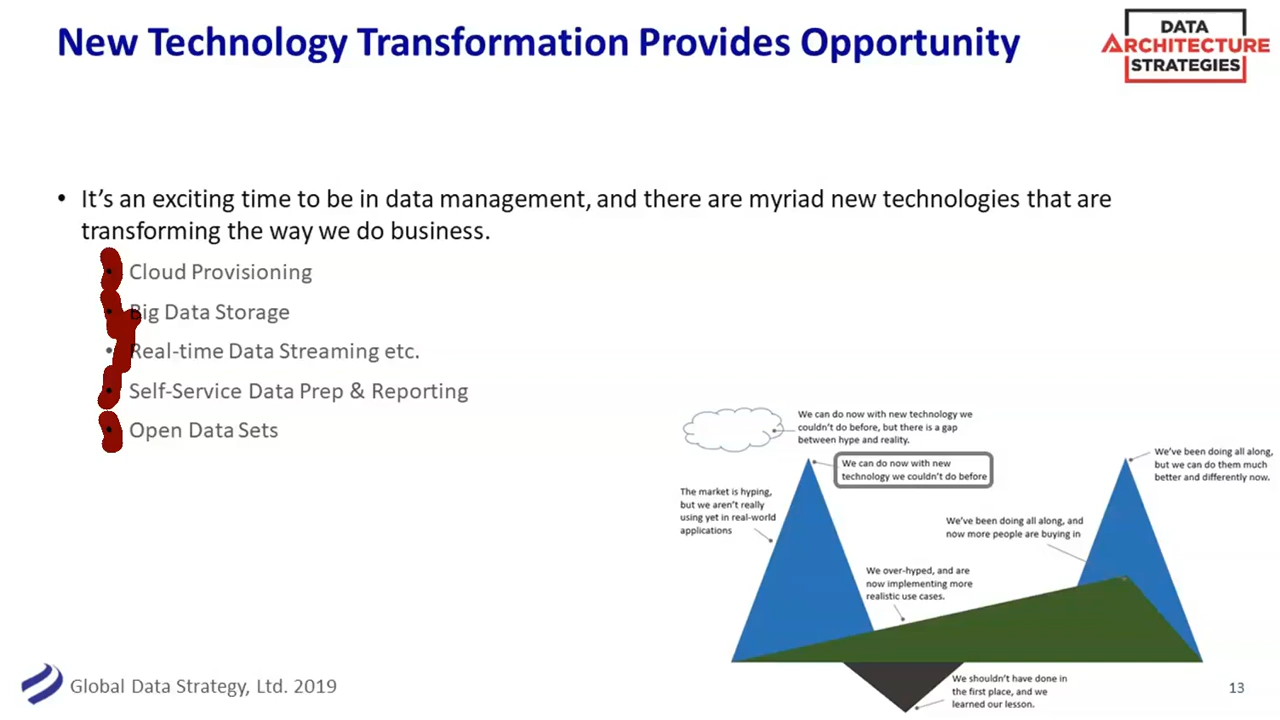 New Technology Transformation Provides Opportunity
DATA
ARCHITECTURE
STRATEGIES
• It's an exciting time to be in data management, and there are myriad new technologies that are
transforming the way we do business.
• Cloud Provisioning
• Big Data Storage
• Real-time Data Streaming etc.
• Self-Service Data Prep & Reporting
• Open Data Sets
We can do now with new technology we
couldn't do before, but there is a gap
between hype and reality.
We can do now with new
technology we couldn't do before
We've been doing all along,
but we can do them much
better and differently now.
The market is hyping,
but we aren't really
using yet in real-world
applications
We've been doing all along, and
now more people are buying in
We over-hyped, and are
now implementing more
realistic use cases.
We shouldn't have done in
the first place, and we
learned our lesson.
Global Data Strategy, Ltd. 2019
13